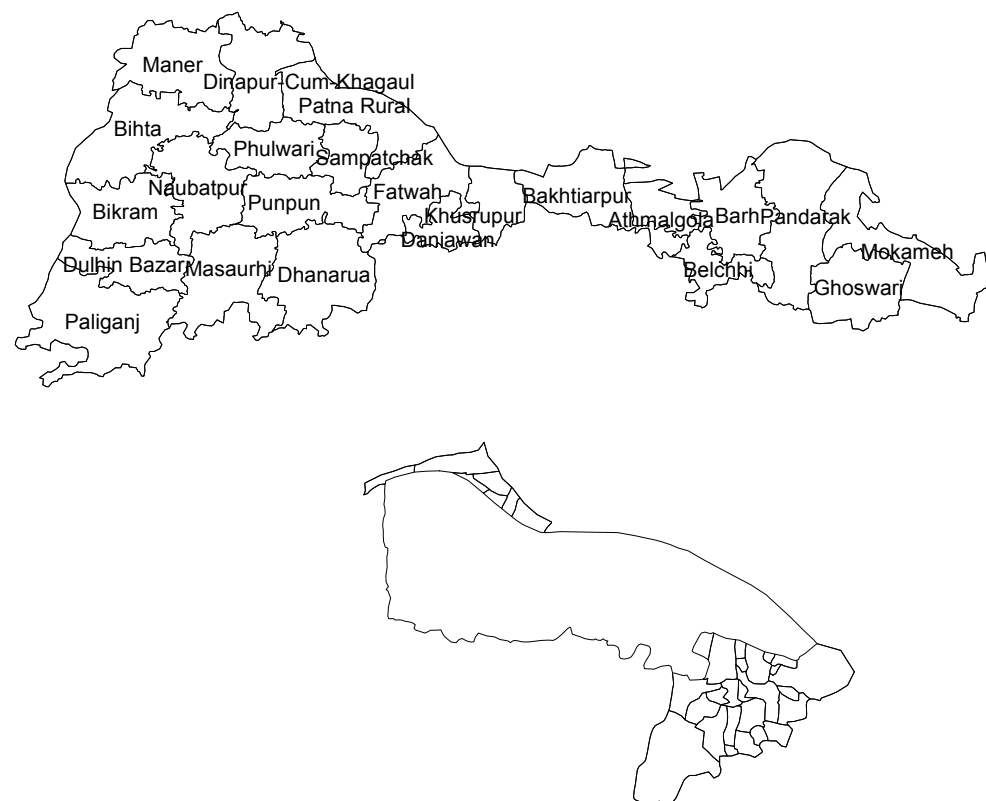 Maner
Dinapur-Cum-Khagaul
Patna Rural
Bihta
Phulwari
Sampatchak
Naubatpur
Punpun
Fatwah
Bakhtiarpur
Bikram
Khusrupur
Athmalgola
Barh
Pandarak
Daniawan
Mokameh
Dulhin Bazar
Masaurhi
Dhanarua
Belchhi
Ghoswari
Paliganj